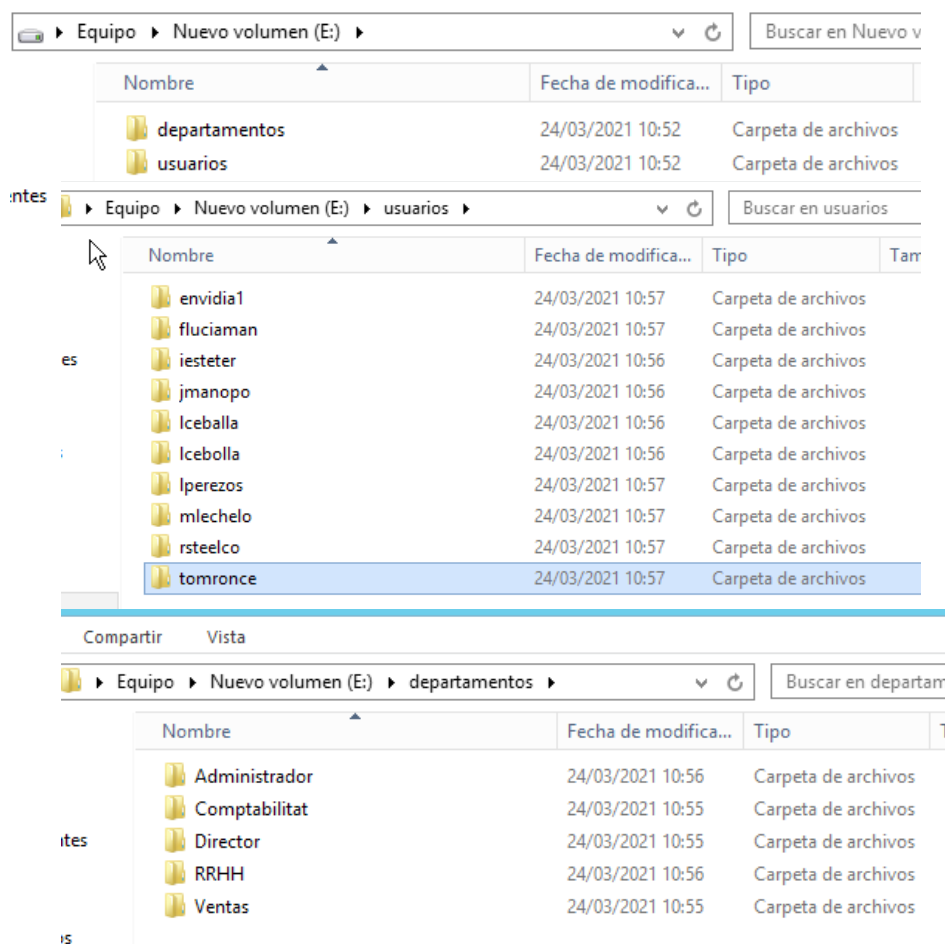 Equipo Nuevo volumen (E:) Buscar en Nuevo v
Nombre Fecha de modifica... Tipo
departamentos 24/03/2021 10:52 Carpeta de archivos
usuarios 24/03/2021 10:52 Carpeta de archivos
entes Equipo Nuevo volumen (E:) usuarios Buscar en usuarios
Nombre Fecha de modifica... Tipo Tam
envidia1 24/03/2021 10:57 Carpeta de archivos
fluciaman 24/03/2021 10:57 Carpeta de archivos
es iesteter 24/03/2021 10:56 Carpeta de archivos
jmanopo 24/03/2021 10:56 Carpeta de archivos
lceballa 24/03/2021 10:56 Carpeta de archivos
lcebolla 24/03/2021 10:56 Carpeta de archivos
lperezos 24/03/2021 10:57 Carpeta de archivos
mlechelo 24/03/2021 10:57 Carpeta de archivos
rsteelco 24/03/2021 10:57 Carpeta de archivos
tomronce 24/03/2021 10:57 Carpeta de archivos
Compartir Vista
Equipo Nuevo volumen (E:) departamentos Buscar en departam
Nombre Fecha de modifica... Tipo
Administrador 24/03/2021 10:56 Carpeta de archivos
Comptabilitat 24/03/2021 10:55 Carpeta de archivos
ntes Director 24/03/2021 10:55 Carpeta de archivos
RRHH 24/03/2021 10:56 Carpeta de archivos
Ventas 24/03/2021 10:55 Carpeta de archivos